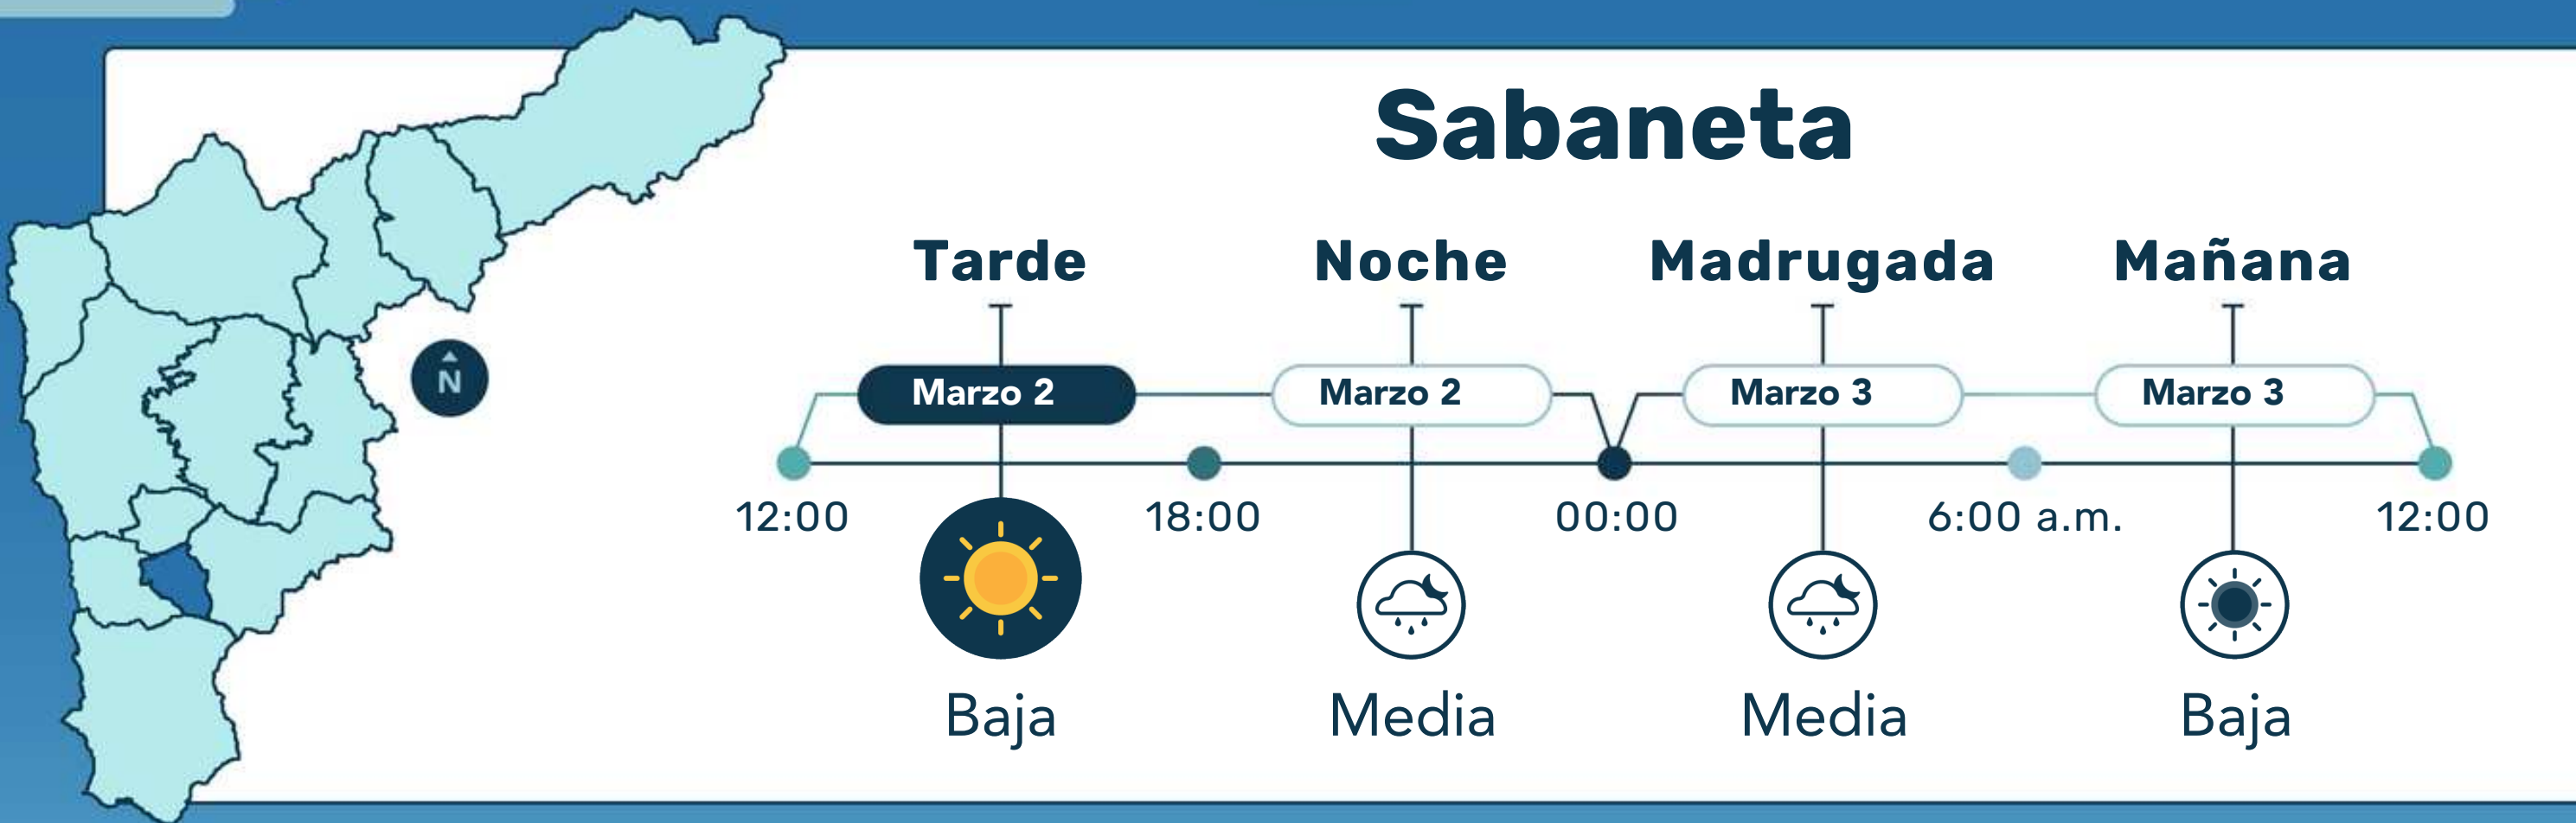 Sabaneta
Tarde Noche Madrugada Mañana
N
Marzo 2 Marzo 2 Marzo 3 Marzo 3
12:00 18:00 00:00 6:00 a.m. 12:00
Baja Media Media Baja